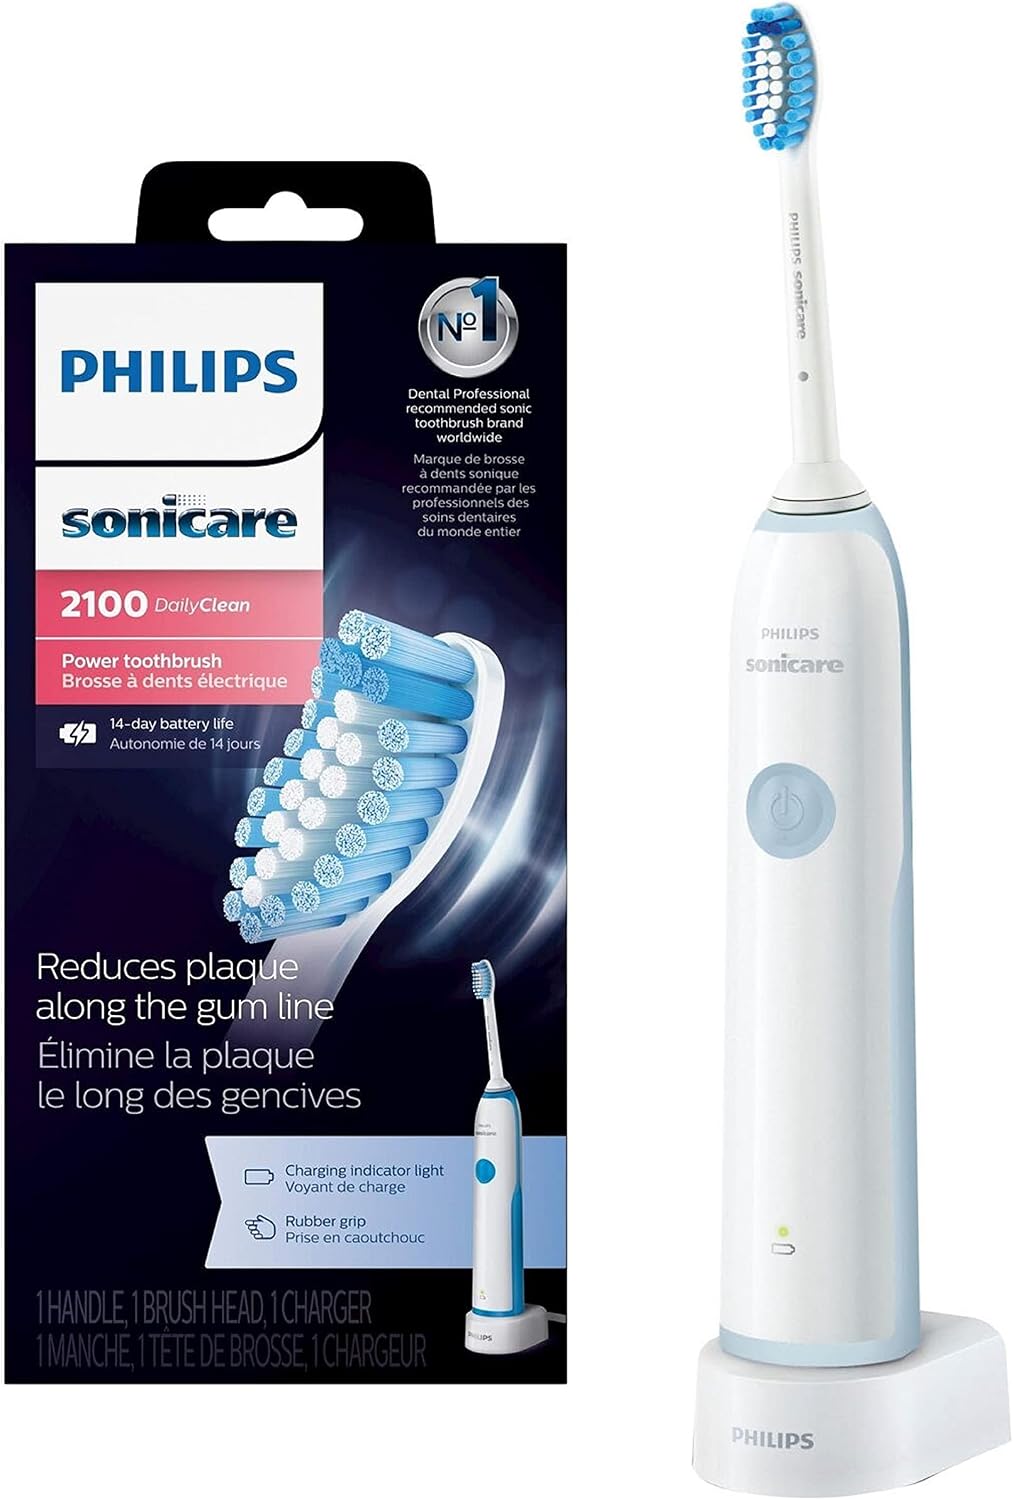 PHILIPS
sonicare
2100 DailyClean
Power toothbrush
Brosse à dents électrique
14-day battery life
Autonomie de 14 jours
Nº1
Dental Professional
recommended sonic
toothbrush brand
worldwide
Marque de brosse
à dents sonique
recommandée par les
professionnels des
soins dentaires
du monde entier
Reduces plaque
along the gum line
Élimine la plaque
le long des gencives
Charging indicator light
Voyant de charge
Rubber grip
Prise en caoutchouc
PHILIPS
sonicare
PHILIPS
1 HANDLE, 1 BRUSH HEAD, 1 CHARGER
1 MANCHE, 1 TÊTE DE BROSSE, 1 CHARGEUR
PHILIPS sonicare
PHILIPS
sonicare
PHILIPS